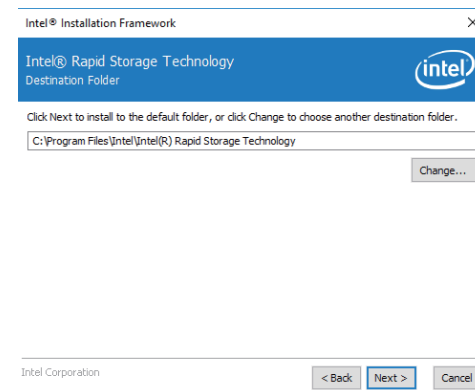 Intel® Installation Framework
Intel® Rapid Storage Technology
Destination Folder
intel
Click Next to install to the default folder, or click Change to choose another destination folder.
C:\Program Files\Intel\Intel(R) Rapid Storage Technology
Change...
Intel Corporation
< Back Next > Cancel